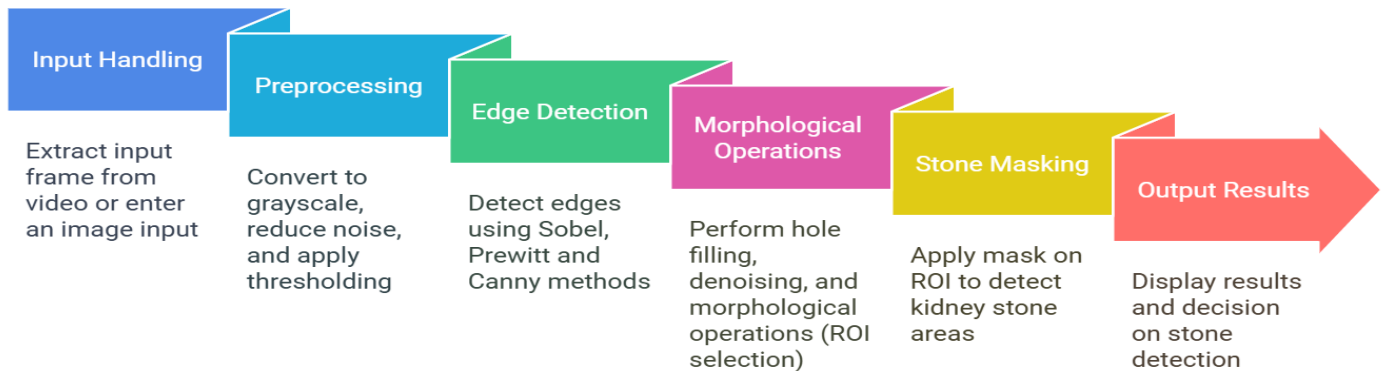 Input Handling
Extract input
frame from
video or enter
an image input
Preprocessing
Convert to
grayscale,
reduce noise,
and apply
thresholding
Edge Detection
Detect edges
using Sobel,
Prewitt and
Canny methods
Morphological
Operations
Perform hole
filling,
denoising, and
morphological
operations (ROI
selection)
Stone Masking
Apply mask on
ROI to detect
kidney stone
areas
Output Results
Display results
and decision
on stone
detection